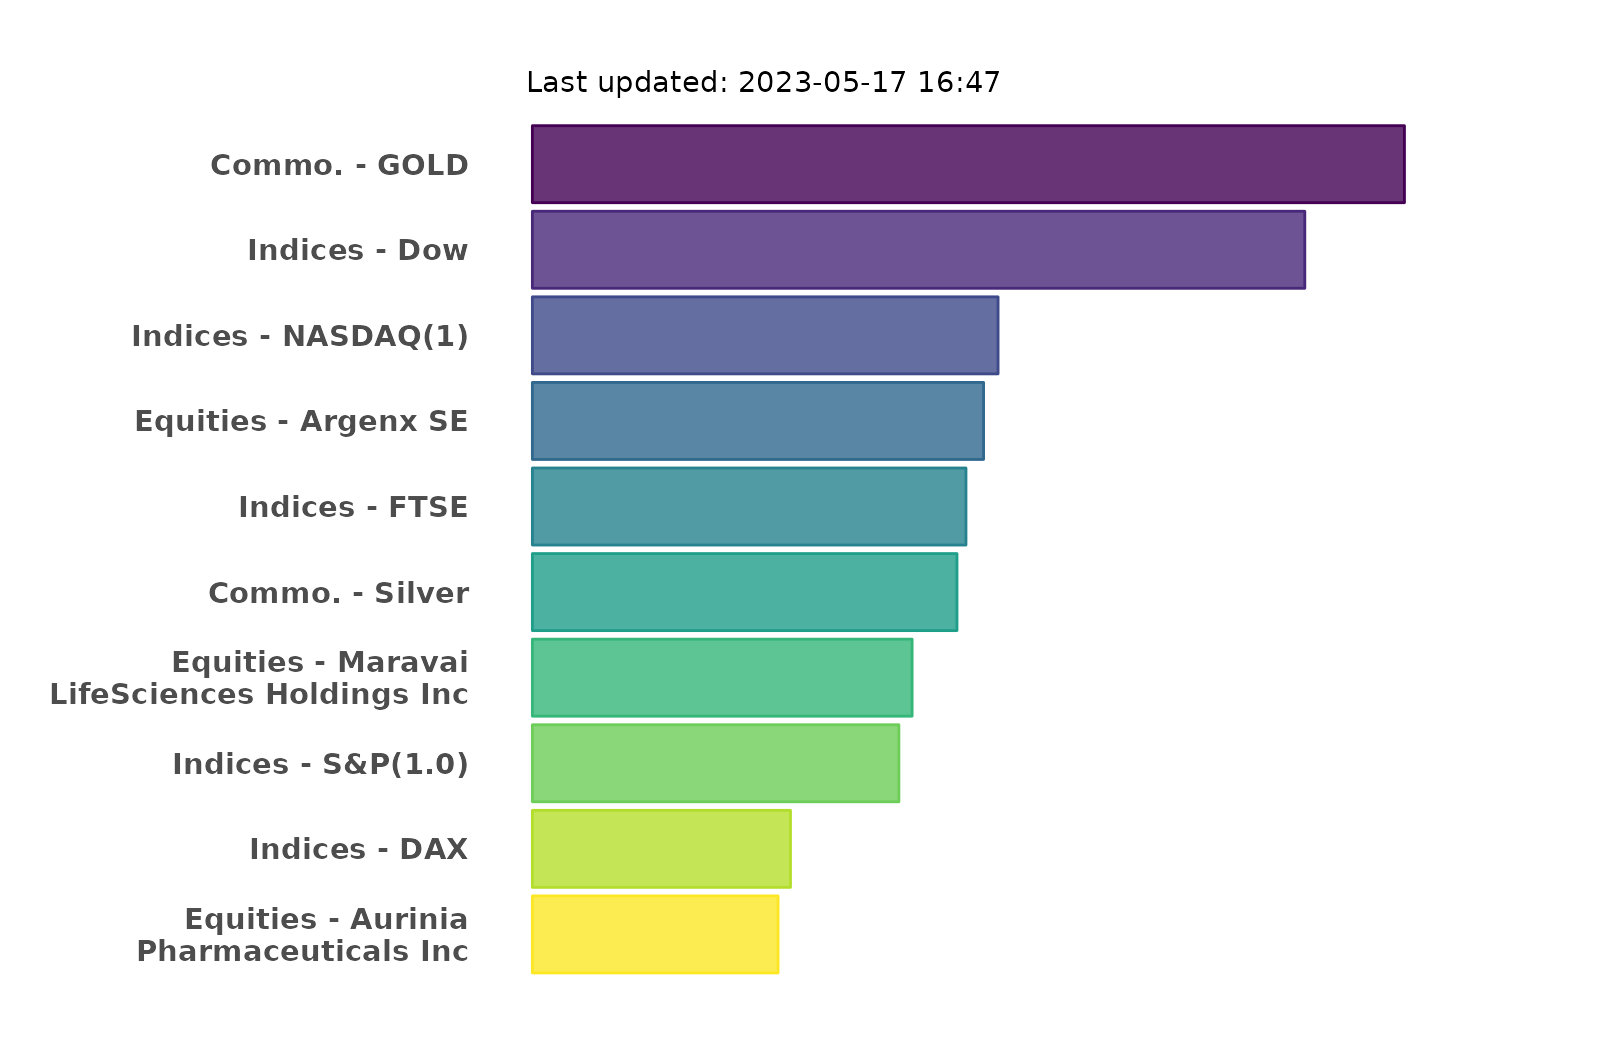 Last updated: 2023-05-17 16:47
Commo. - GOLD
Indices - Dow
Indices - NASDAQ(1)
Equities - Argenx SE
Indices - FTSE
Commo. - Silver
Equities - Maravai
LifeSciences Holdings Inc
Indices - S&P(1.0)
Indices - DAX
Equities - Aurinia
Pharmaceuticals Inc